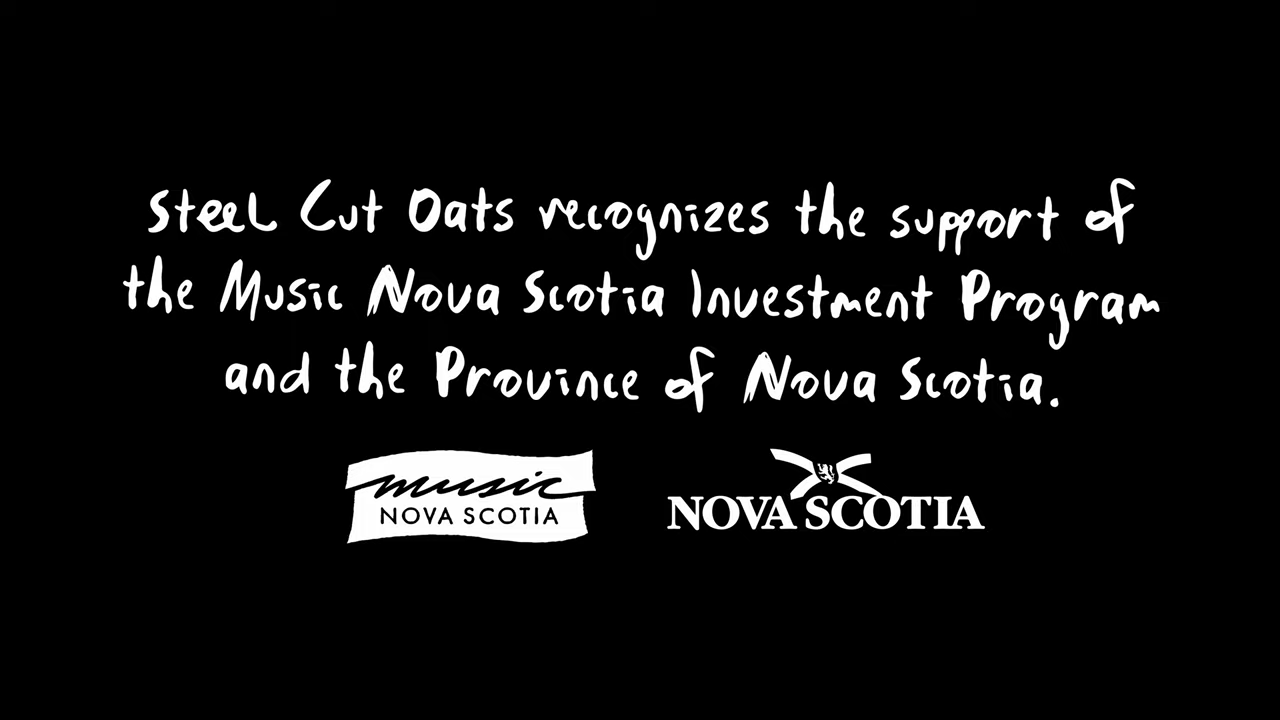 Steel Cut Oats recognizes the support of
the Music Nova Scotia Investment Program
and the Province of Nova Scotia.
music
NOVA SCOTIA
NOVA SCOTIA